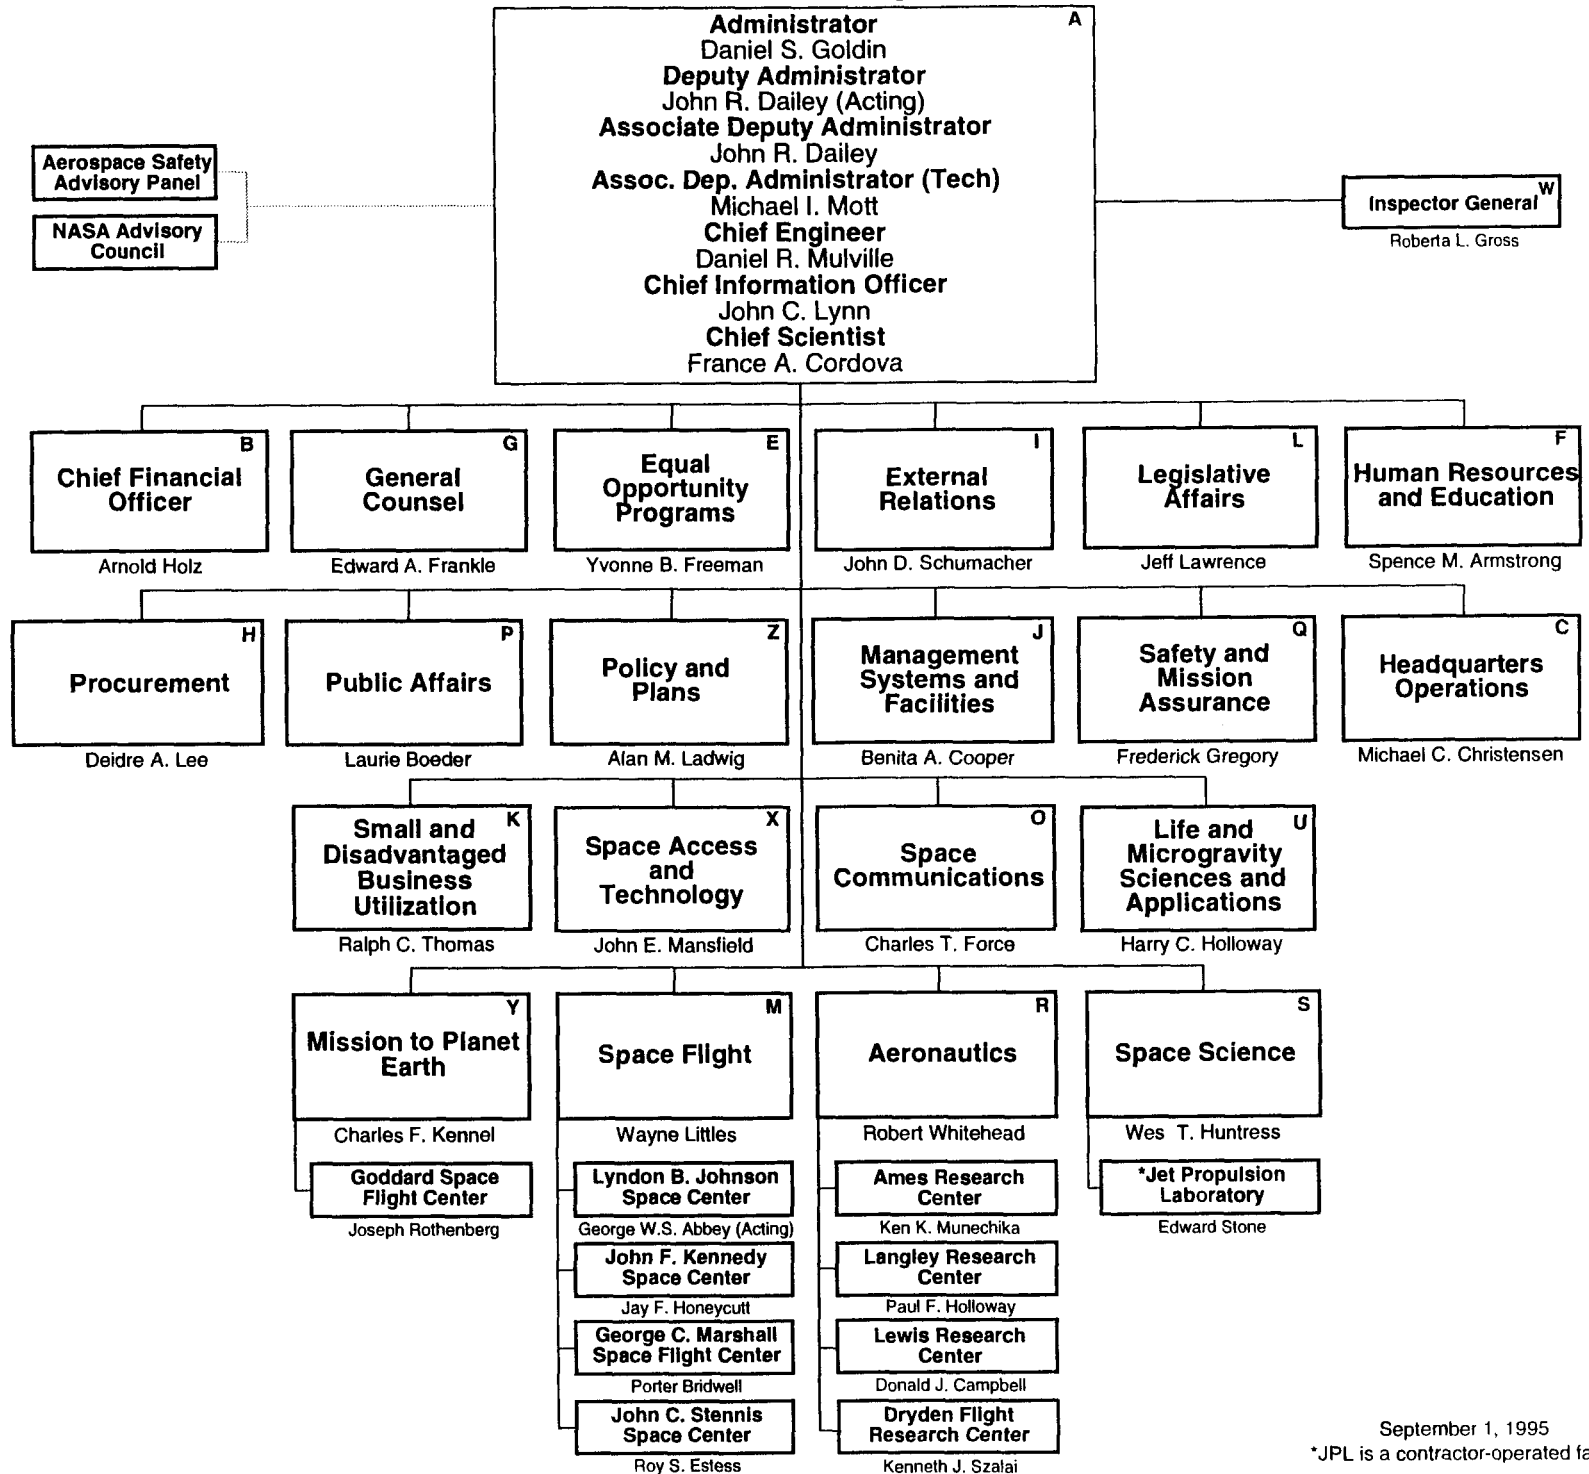 A
Administrator
Daniel S. Goldin
Deputy Administrator
John R. Dailey (Acting)
Associate Deputy Administrator
John R. Dailey
Assoc. Dep. Administrator (Tech)
Michael I. Mott
Chief Engineer
Daniel R. Mulville
Chief Information Officer
John C. Lynn
Chief Scientist
France A. Cordova
Aerospace Safety
Advisory Panel
NASA Advisory
Council
W
Inspector General
Roberta L. Gross
B
Chief Financial
Officer
Arnold Holz
G
General
Counsel
Edward A. Frankle
E
Equal
Opportunity
Programs
Yvonne B. Freeman
I
External
Relations
John D. Schumacher
L
Legislative
Affairs
Jeff Lawrence
F
Human Resources
and Education
Spence M. Armstrong
H
Procurement
Deidre A. Lee
P
Public Affairs
Laurie Boeder
Z
Policy and
Plans
Alan M. Ladwig
J
Management
Systems and
Facilities
Benita A. Cooper
Q
Safety and
Mission
Assurance
Frederick Gregory
C
Headquarters
Operations
Michael C. Christensen
K
Small and
Disadvantaged
Business
Utilization
Ralph C. Thomas
X
Space Access
and
Technology
John E. Mansfield
O
Space
Communications
Charles T. Force
U
Life and
Microgravity
Sciences and
Applications
Harry C. Holloway
Y
Mission to Planet
Earth
Charles F. Kennel
Goddard Space
Flight Center
Joseph Rothenberg
M
Space Flight
Wayne Littles
Lyndon B. Johnson
Space Center
George W.S. Abbey (Acting)
John F. Kennedy
Space Center
Jay F. Honeycutt
George C. Marshall
Space Flight Center
Porter Bridwell
John C. Stennis
Space Center
Roy S. Estess
R
Aeronautics
Robert Whitehead
Ames Research
Center
Ken K. Munechika
Langley Research
Center
Paul F. Holloway
Lewis Research
Center
Donald J. Campbell
Dryden Flight
Research Center
Kenneth J. Szalai
S
Space Science
Wes T. Huntress
*Jet Propulsion
Laboratory
Edward Stone
September 1, 1995
*JPL is a contractor-operated fa